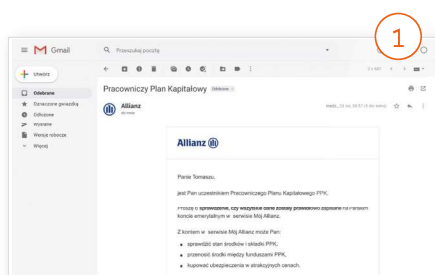 1
Gmail
Przeszukaj pocztę
Utwórz
Odebrane
Oznaczone gwiazdką
Odłożone
Wysłane
Wersje robocze
Więcej
Pracowniczy Plan Kapitałowy
Allianz
do mnie
Allianz
Panie Tomaszu,
jest Pan uczestnikiem Pracowniczego Planu Kapitałowego PPK.
Proszę o sprawdzenie, czy wszystkie dane zostały prawidłowo zapisane na Pańskim
koncie emerytalnym w serwisie Mój Allianz.
Z kontem w serwisie Mój Allianz może Pan:
sprawdzić stan środków i składki PPK,
przenosić środki między funduszami PPK,
kupować ubezpieczenia w atrakcyjnych cenach.